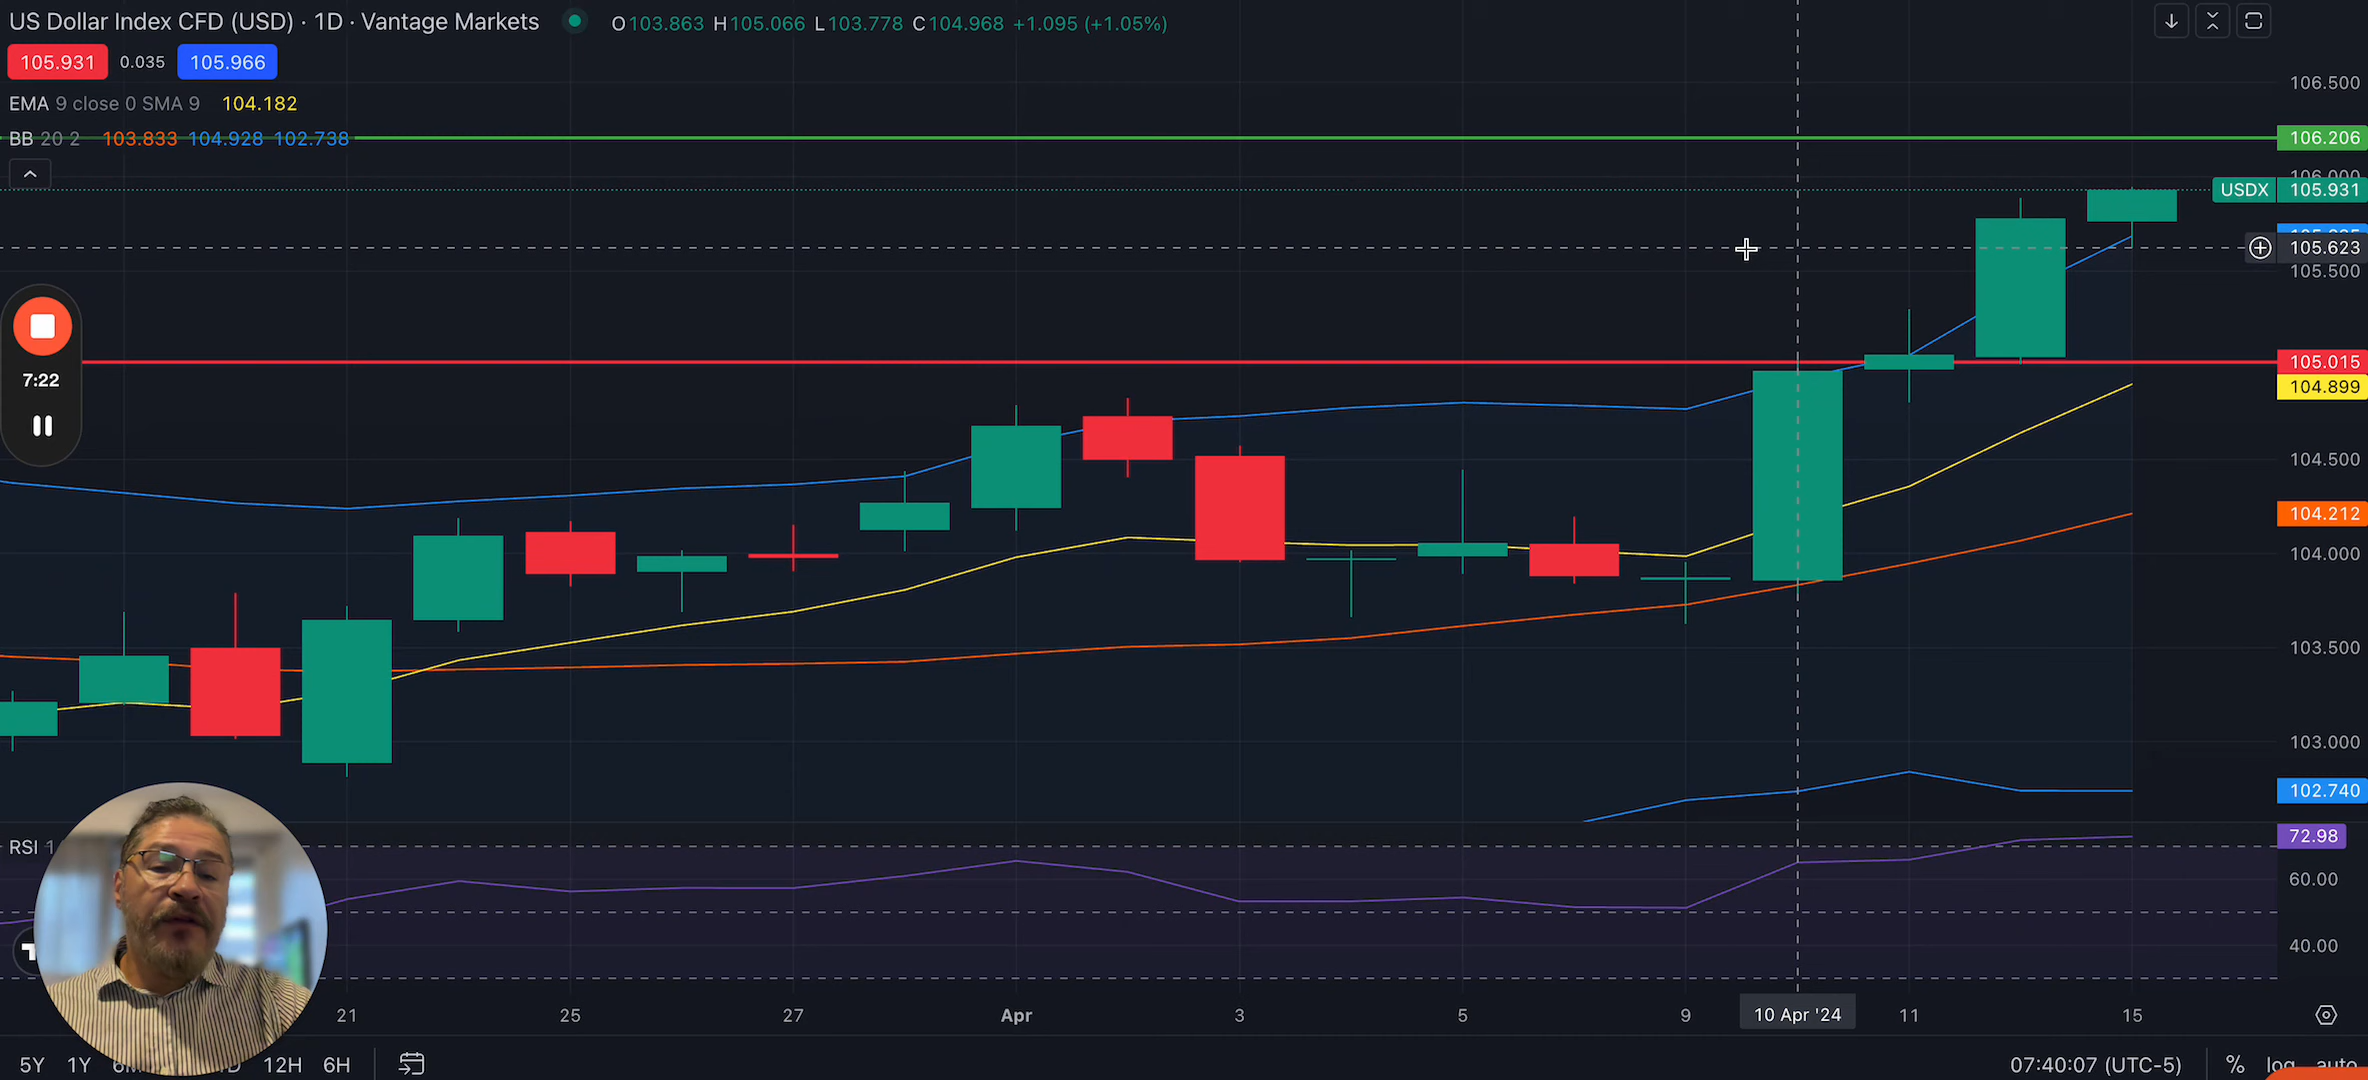 US Dollar Index CFD (USD) · 1D · Vantage Markets O103.863 H105.066 L103.778 C104.968 +1.095 (+1.05%)
105.931 0.035 105.966
EMA 9 close 0 SMA 9 104.182
BB 20 2 103.833 104.928 102.738
106.500
106.206
106.000
USDX 105.931
105.623
105.500
105.015
104.899
104.500
104.212
104.000
103.500
103.000
102.740
7:22
RSI 1
72.98
60.00
40.00
21 25 27 Apr 3 5 9 10 Apr '24 11 15
5Y 1Y 12H 6H 07:40:07 (UTC-5) % log auto